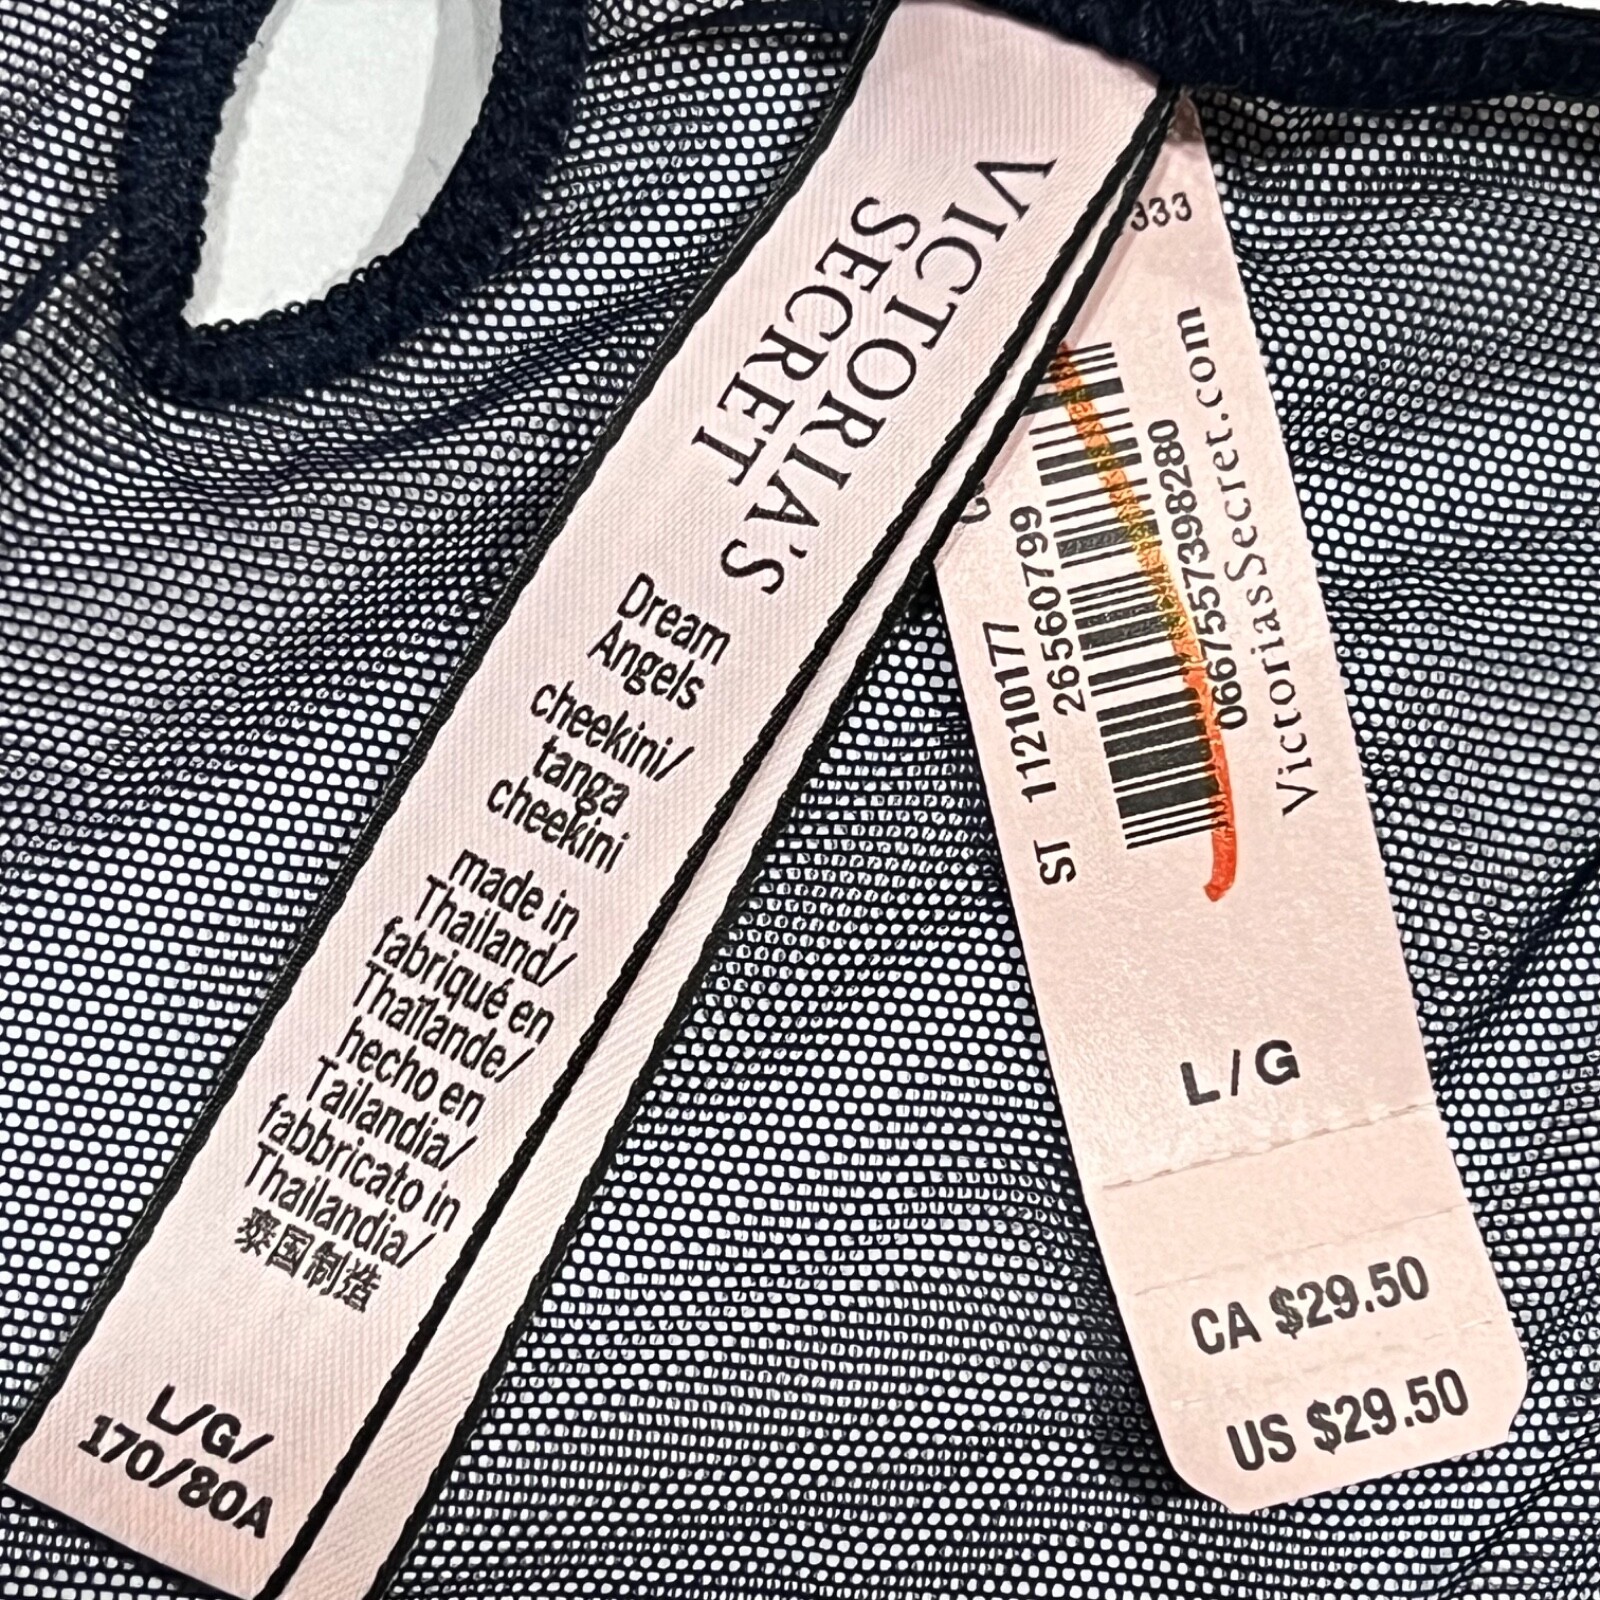 VICTORIA'S
SECRET
Dream
Angels
cheekini/
tanga
cheekini
made in
Thailand/
fabriqué en
Thaïlande/
hecho en
Tailandia/
fabbricato in
Thailandia/
泰国制造
L/G/
170/80A
333
ST 11210177
26560799
0667557398280
VictoriasSecret.com
L/G
CA $29.50
US $29.50